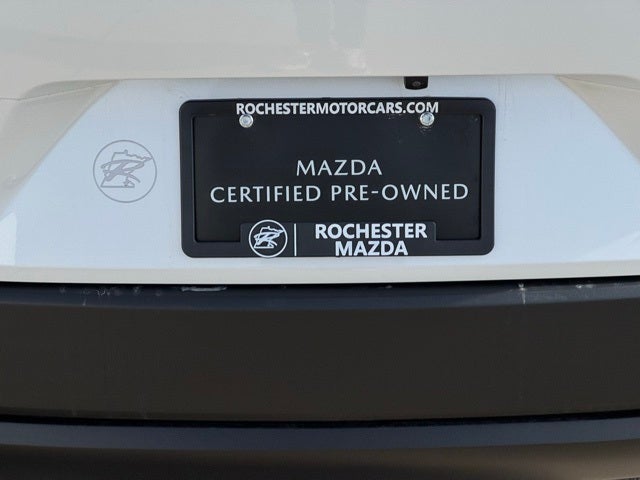 ROCHESTERMOTORCARS.COM
MAZDA
CERTIFIED PRE-OWNED
ROCHESTER
MAZDA